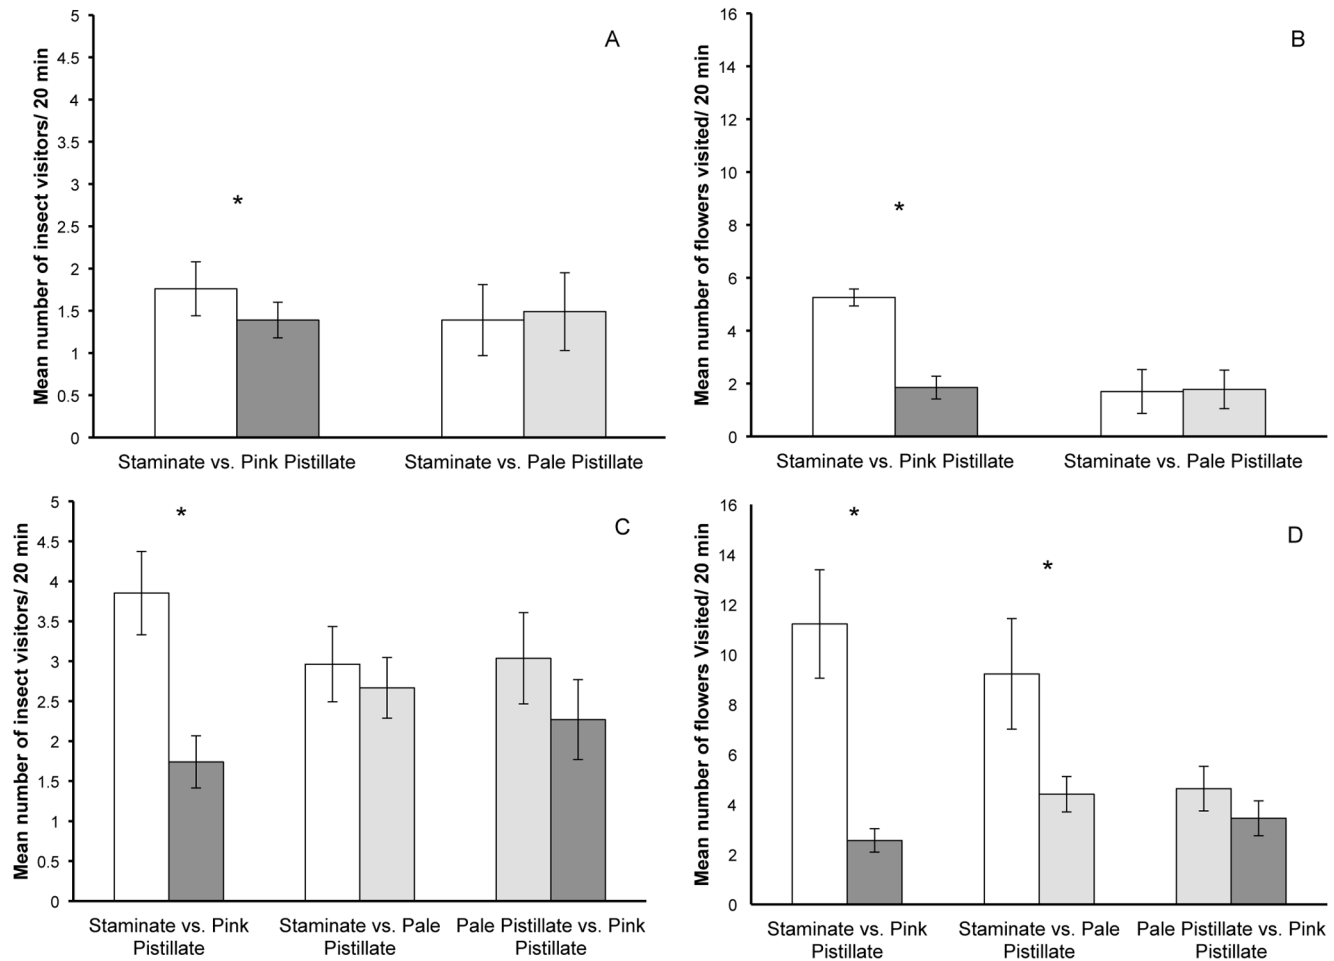 A
Mean number of insect visitors/ 20 min
5
4.5
4
3.5
3
2.5
2
1.5
1
0.5
0
*
Staminate vs. Pink Pistillate
Staminate vs. Pale Pistillate
B
Mean number of flowers visited/ 20 min
16
14
12
10
8
6
4
2
0
*
Staminate vs. Pink Pistillate
Staminate vs. Pale Pistillate
C
Mean number of insect visitors/ 20 min
5
4.5
4
3.5
3
2.5
2
1.5
1
0.5
0
*
Staminate vs. Pink
Pistillate
Staminate vs. Pale
Pistillate
Pale Pistillate vs. Pink
Pistillate
D
Mean number of flowers Visited/ 20 min
16
14
12
10
8
6
4
2
0
*
*
Staminate vs. Pink
Pistillate
Staminate vs. Pale
Pistillate
Pale Pistillate vs. Pink
Pistillate